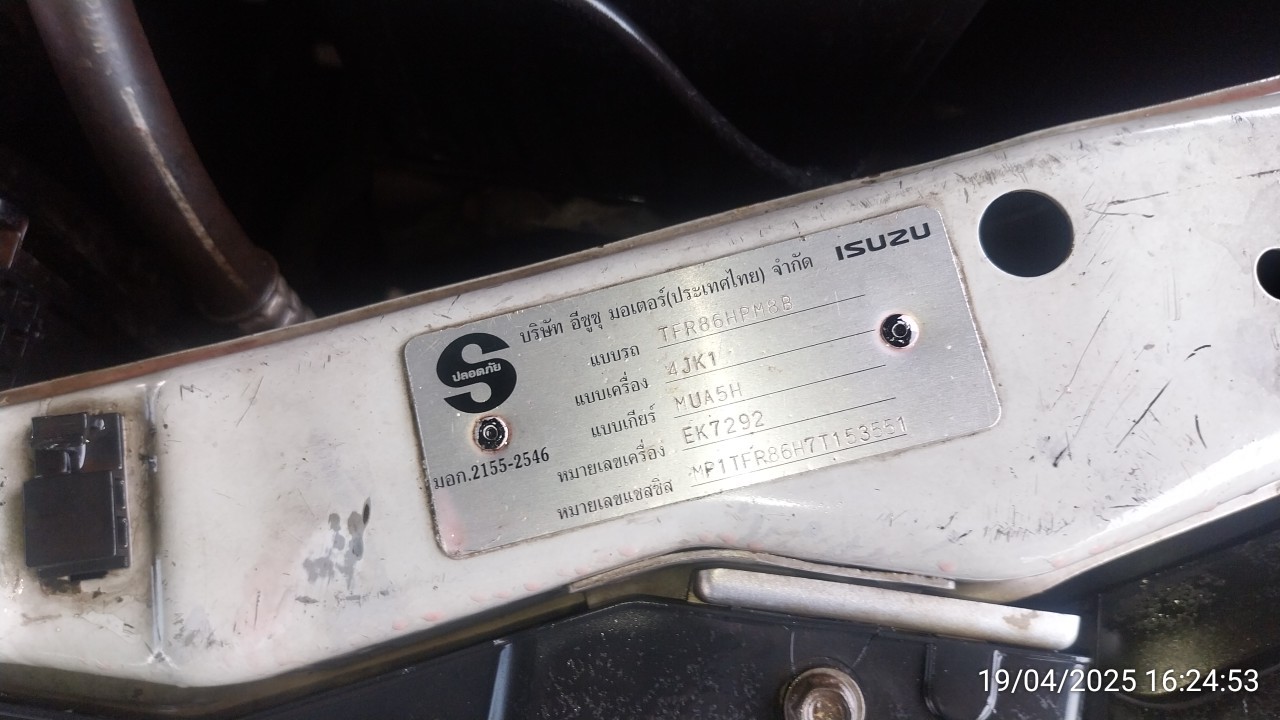 บริษัท อีซูซุ มอเตอร์(ประเทศไทย) จำกัด ISUZU
ปลอดภัย
แบบรถ TFR86HPM8B
แบบเครื่อง 4JK1
แบบเกียร์ MUA5H
หมายเลขเครื่อง EK7292
หมายเลขแชสซิส MP1TFR86H7T153551
มอก.2155-2546
19/04/2025 16:24:53